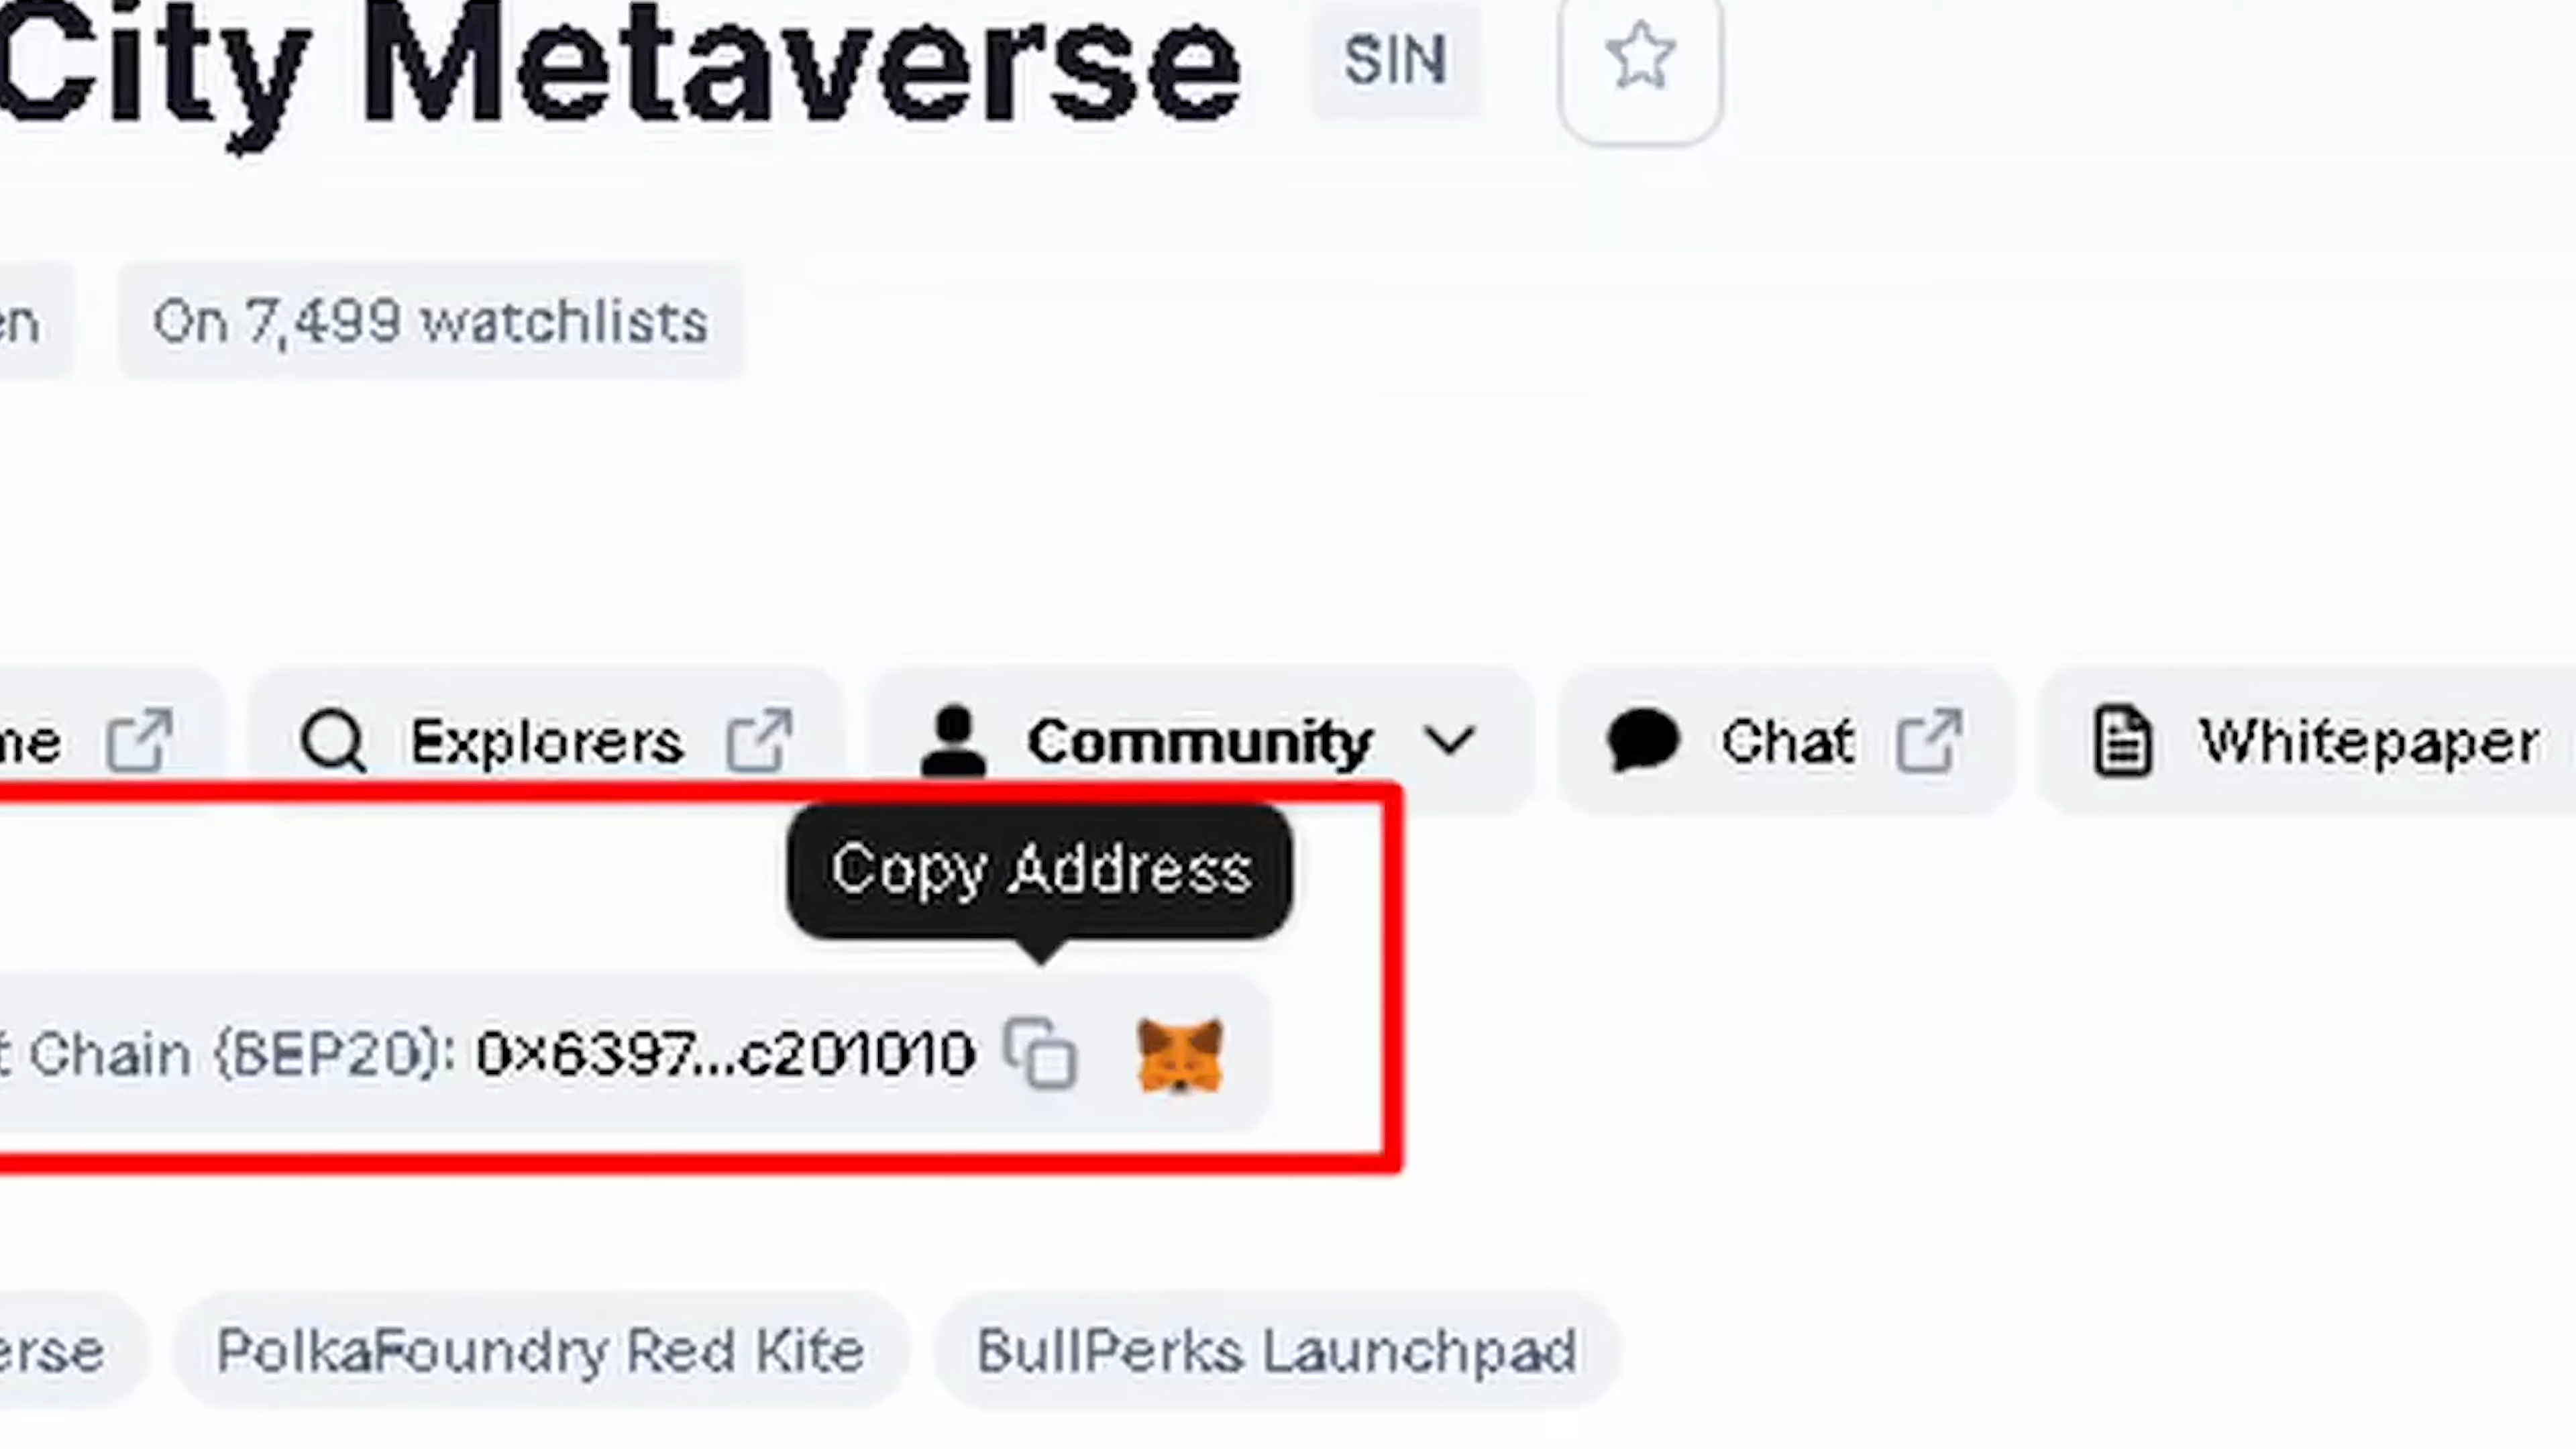 City Metaverse SIN
en On 7,499 watchlists
me Explorers Community Chat Whitepaper
Copy Address
t Chain (BEP20): 0x6397...c201010
erse PolkaFoundry Red Kite BullPerks Launchpad